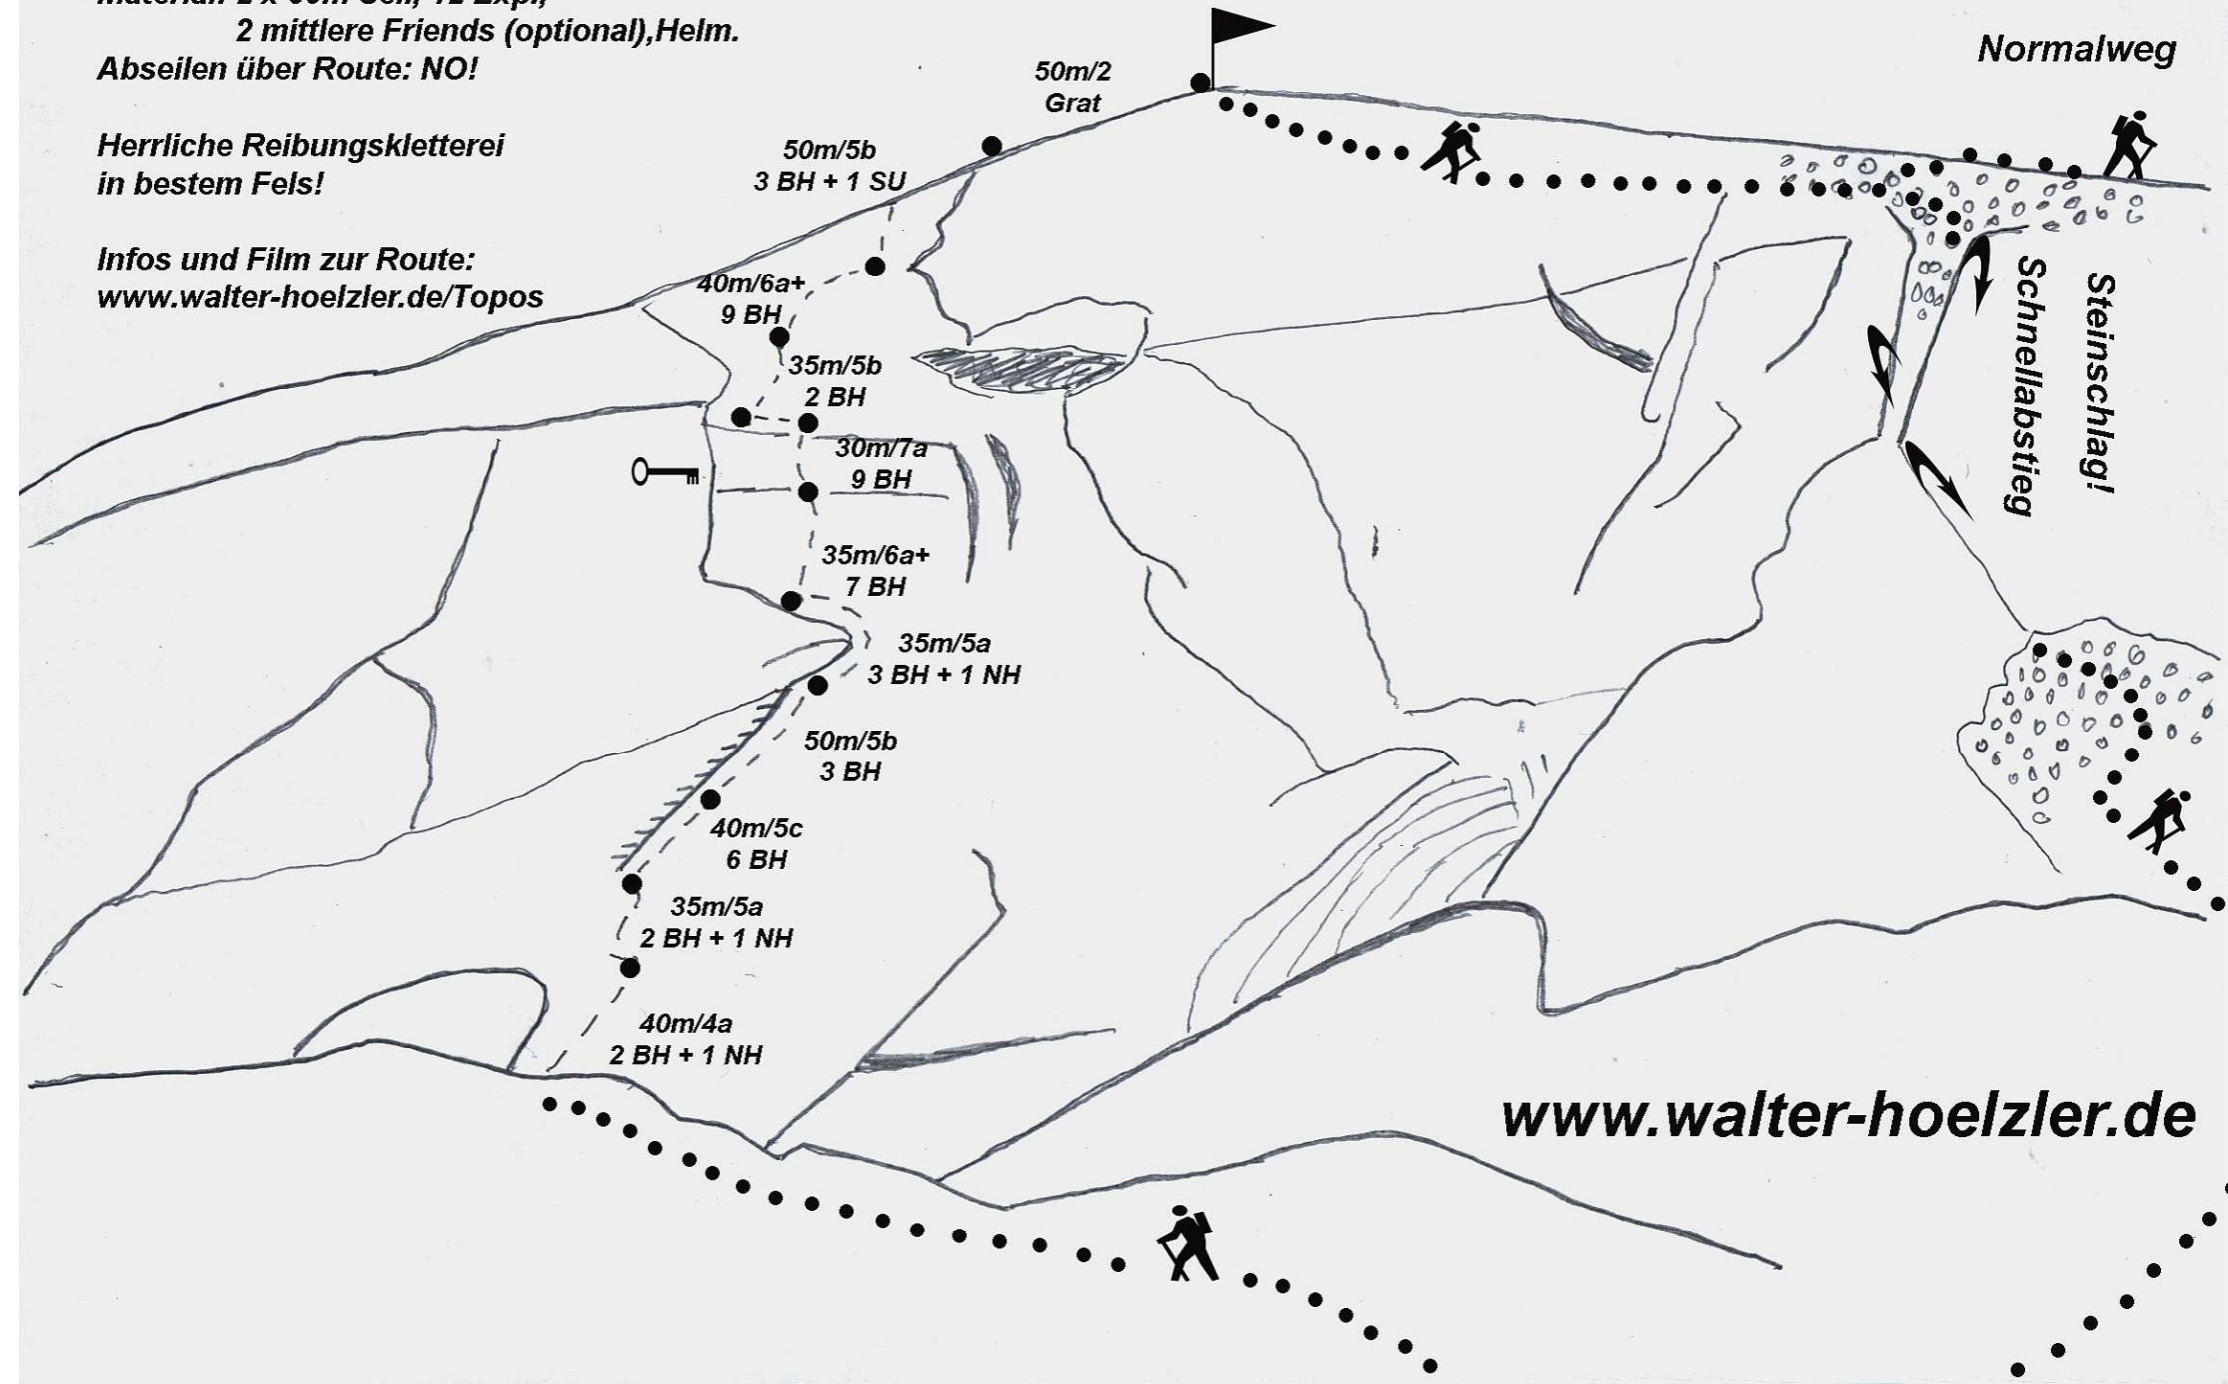 2 mittlere Friends (optional),Helm.
Abseilen über Route: NO!
Herrliche Reibungskletterei
in bestem Fels!
Infos und Film zur Route:
www.walter-hoelzler.de/Topos
Normalweg
50m/2
Grat
50m/5b
3 BH + 1 SU
40m/6a+
9 BH
35m/5b
2 BH
30m/7a
9 BH
35m/6a+
7 BH
35m/5a
3 BH + 1 NH
50m/5b
3 BH
40m/5c
6 BH
35m/5a
2 BH + 1 NH
40m/4a
2 BH + 1 NH
Steinschlag!
Schnellabstieg
www.walter-hoelzler.de